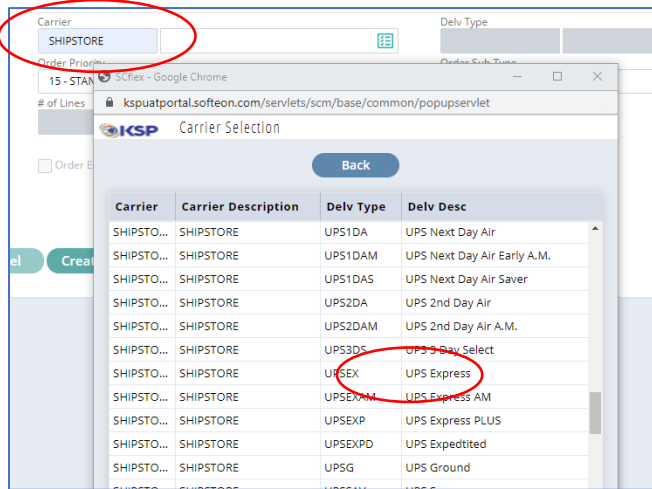 Carrier
Delv Type
SHIPSTORE
Order Priority
Order Sub Type
15 - STAN
SCflex - Google Chrome
# of Lines
kspuatportal.softeon.com/servlets/scm/base/common/popupservlet
KSP Carrier Selection
Order E
Back
Carrier Carrier Description Delv Type Delv Desc
SHIPSTO... SHIPSTORE UPS1DA UPS Next Day Air
SHIPSTO... SHIPSTORE UPS1DAM UPS Next Day Air Early A.M.
el Creat
SHIPSTO... SHIPSTORE UPS1DAS UPS Next Day Air Saver
SHIPSTO... SHIPSTORE UPS2DA UPS 2nd Day Air
SHIPSTO... SHIPSTORE UPS2DAM UPS 2nd Day Air A.M.
SHIPSTO... SHIPSTORE UPS3DS UPS 3 Day Select
SHIPSTO... SHIPSTORE UPSEX UPS Express
SHIPSTO... SHIPSTORE UPSEXAM UPS Express AM
SHIPSTO... SHIPSTORE UPSEXP UPS Express PLUS
SHIPSTO... SHIPSTORE UPSEXPD UPS Expedtited
SHIPSTO... SHIPSTORE UPSG UPS Ground